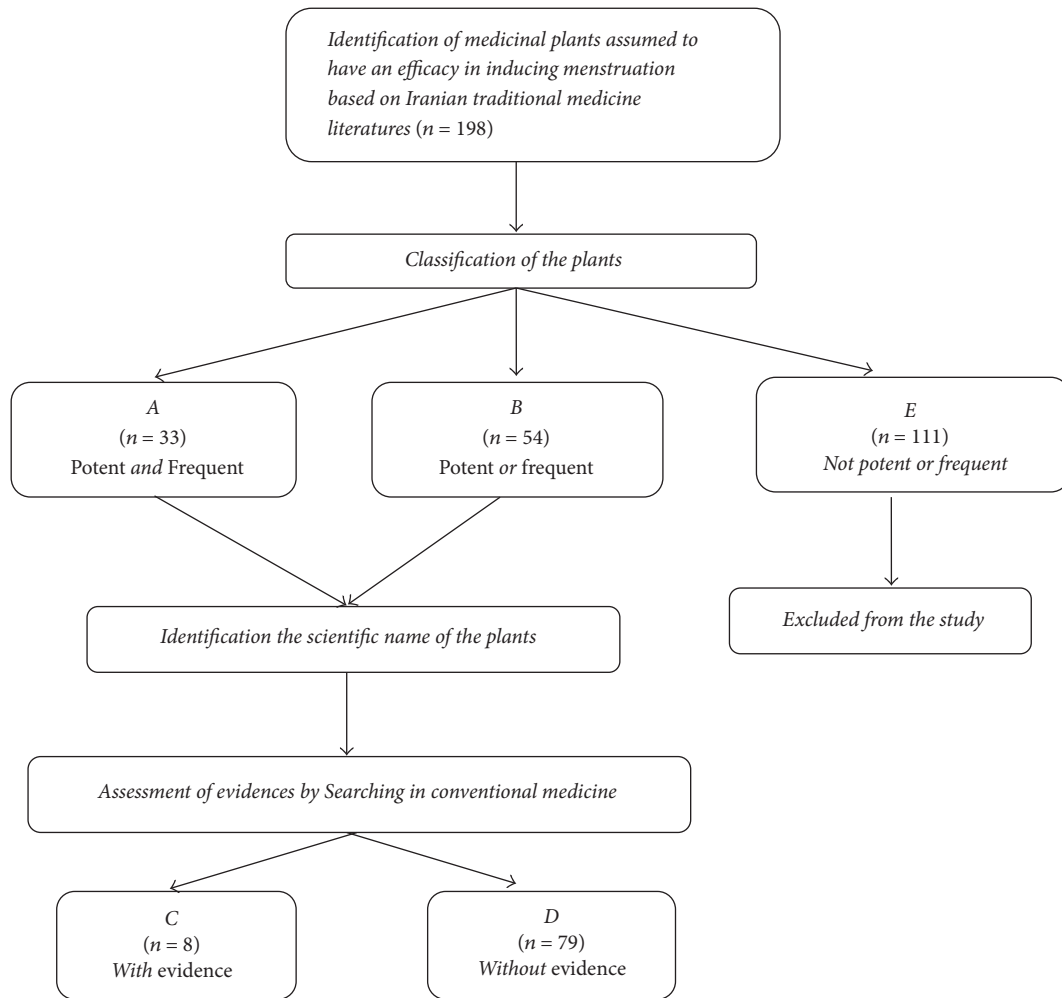 Identification of medicinal plants assumed to
have an efficacy in inducing menstruation
based on Iranian traditional medicine
literatures (n = 198)
Classification of the plants
A
(n = 33)
Potent and Frequent
B
(n = 54)
Potent or frequent
E
(n = 111)
Not potent or frequent
Identification the scientific name of the plants
Excluded from the study
Assessment of evidences by Searching in conventional medicine
C
(n = 8)
With evidence
D
(n = 79)
Without evidence